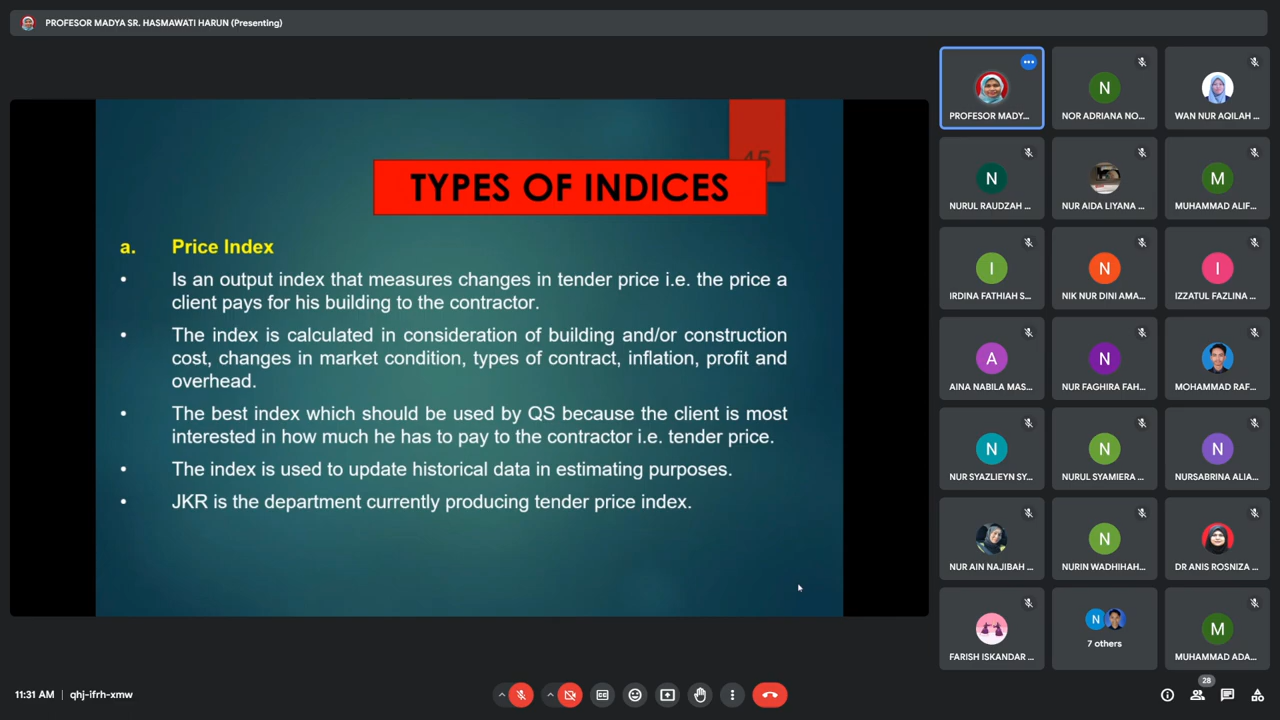 PROFESOR MADYA SR. HASMAWATI HARUN (Presenting)
45
TYPES OF INDICES
a. Price Index
• Is an output index that measures changes in tender price i.e. the price a
client pays for his building to the contractor.
• The index is calculated in consideration of building and/or construction
cost, changes in market condition, types of contract, inflation, profit and
overhead.
• The best index which should be used by QS because the client is most
interested in how much he has to pay to the contractor i.e. tender price.
• The index is used to update historical data in estimating purposes.
• JKR is the department currently producing tender price index.
PROFESOR MADY...
N
NOR ADRIANA NO...
WAN NUR AQILAH ...
N
NURUL RAUDZAH ...
NUR AIDA LIYANA ...
M
MUHAMMAD ALIF...
I
IRDINA FATHIAH S...
N
NIK NUR DINI AMA...
I
IZZATUL FAZLINA ...
A
AINA NABILA MAS...
N
NUR FAGHIRA FAH...
MOHAMMAD RAF...
N
NUR SYAZLIEYN SY...
N
NURUL SYAMIERA ...
N
NURSABRINA ALIA...
NUR AIN NAJIBAH ...
N
NURIN WADHIHAH...
DR ANIS ROSNIZA ...
FARISH ISKANDAR ...
N
7 others
M
MUHAMMAD ADA...
11:31 AM | qhj-ifrh-xmw
28